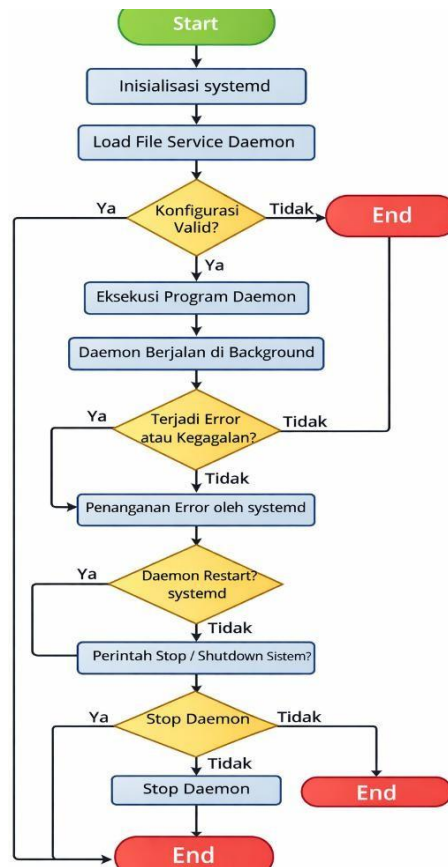 Start
Inisialisasi systemd
Load File Service Daemon
Ya
Konfigurasi
Valid?
Tidak
End
Ya
Eksekusi Program Daemon
Daemon Berjalan di Background
Ya
Terjadi Error
atau Kegagalan?
Tidak
Tidak
Penanganan Error oleh systemd
Ya
Daemon Restart?
systemd
Tidak
Perintah Stop / Shutdown Sistem?
Ya
Stop Daemon
Tidak
Tidak
Stop Daemon
End
End